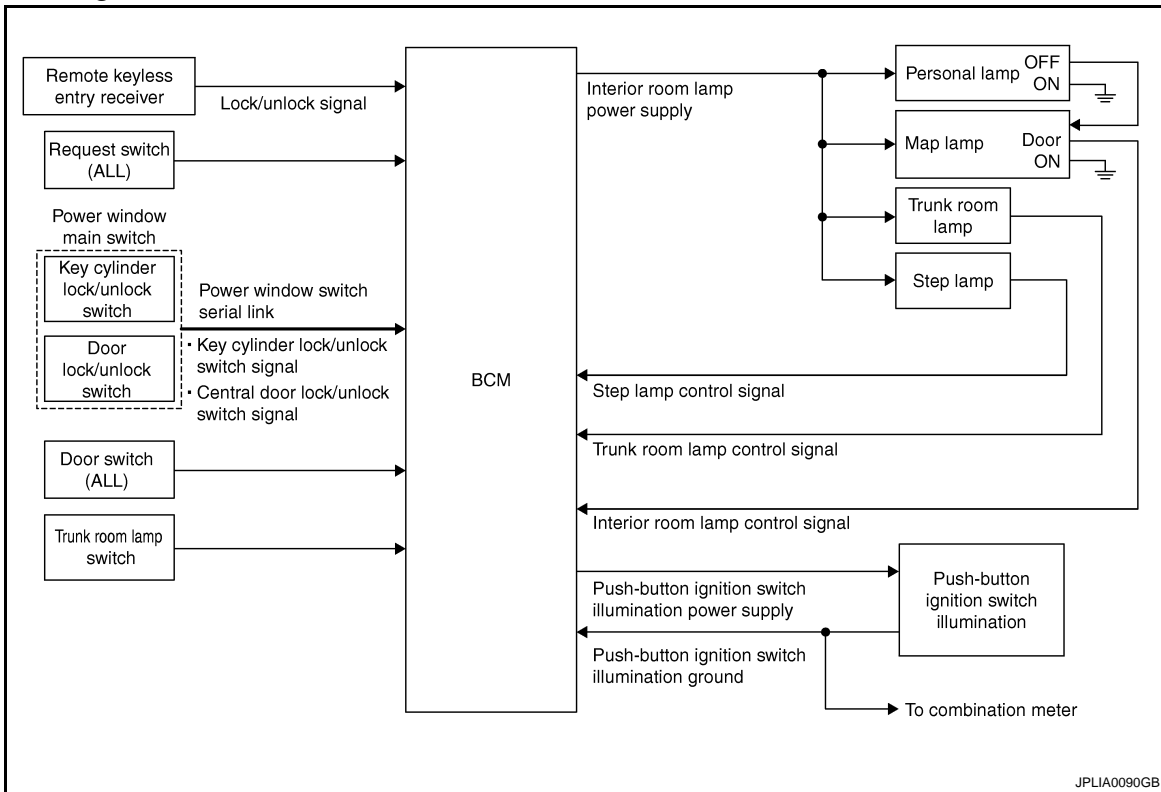 Remote keyless
entry receiver
Lock/unlock signal
Request switch
(ALL)
Power window
main switch
Key cylinder
lock/unlock
switch
Door
lock/unlock
switch
Power window switch
serial link
· Key cylinder lock/unlock
switch signal
· Central door lock/unlock
switch signal
Door switch
(ALL)
Trunk room lamp
switch
BCM
Interior room lamp
power supply
Personal lamp
OFF
ON
Map lamp
Door
ON
Trunk room
lamp
Step lamp
Step lamp control signal
Trunk room lamp control signal
Interior room lamp control signal
Push-button ignition switch
illumination power supply
Push-button ignition switch
illumination ground
Push-button
ignition switch
illumination
To combination meter
JPLIA0090GB